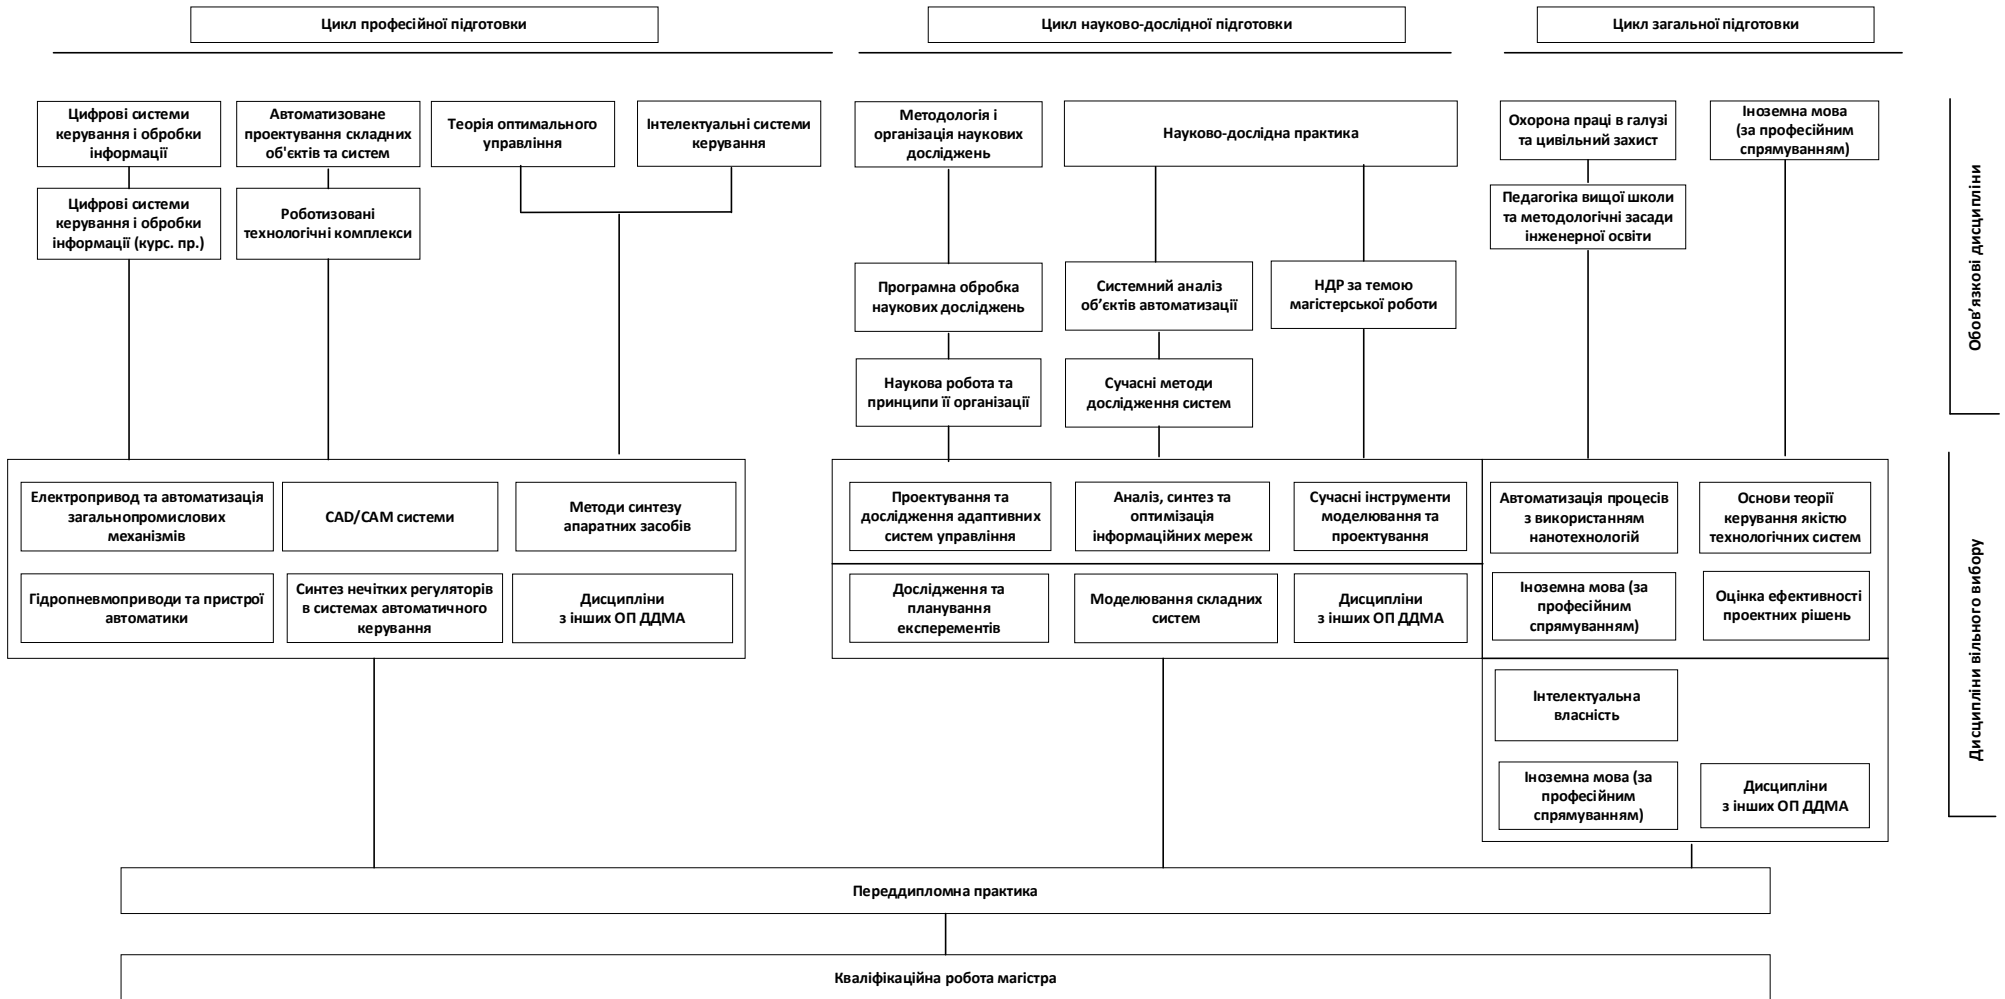 Цикл професійної підготовки
Цикл науково-дослідної підготовки
Цикл загальної підготовки
Цифрові системи
керування і обробки
інформації
Автоматизоване
проектування складних
об'єктів та систем
Теорія оптимального
управління
Інтелектуальні системи
керування
Методологія і
організація наукових
досліджень
Науково-дослідна практика
Охорона праці в галузі
та цивільний захист
Іноземна мова
(за професійним
спрямуванням)
Цифрові системи
керування і обробки
інформації (курс. пр.)
Роботизовані
технологічні комплекси
Педагогіка вищої школи
та методологічні засади
інженерної освіти
Програмна обробка
наукових досліджень
Системний аналіз
об’єктів автоматизації
НДР за темою
магістерської роботи
Наукова робота та
принципи її організації
Сучасні методи
дослідження систем
Обов’язкові дисципліни
Електропривод та автоматизація
загальнопромислових
механізмів
CAD/CAM системи
Методи синтезу
апаратних засобів
Проектування та
дослідження адаптивних
систем управління
Аналіз, синтез та
оптимізація
інформаційних мереж
Сучасні інструменти
моделювання та
проектування
Автоматизація процесів
з використанням
нанотехнологій
Основи теорії
керування якістю
технологічних систем
Гідропневмоприводи та пристрої
автоматики
Синтез нечітких регуляторів
в системах автоматичного
керування
Дисципліни
з інших ОП ДДМА
Дослідження та
планування
експерементів
Моделювання складних
систем
Дисципліни
з інших ОП ДДМА
Іноземна мова (за
професійним
спрямуванням)
Оцінка ефективності
проектних рішень
Інтелектуальна
власність
Іноземна мова (за
професійним
спрямуванням)
Дисципліни
з інших ОП ДДМА
Дисципліни вільного вибору
Переддипломна практика
Кваліфікаційна робота магістра